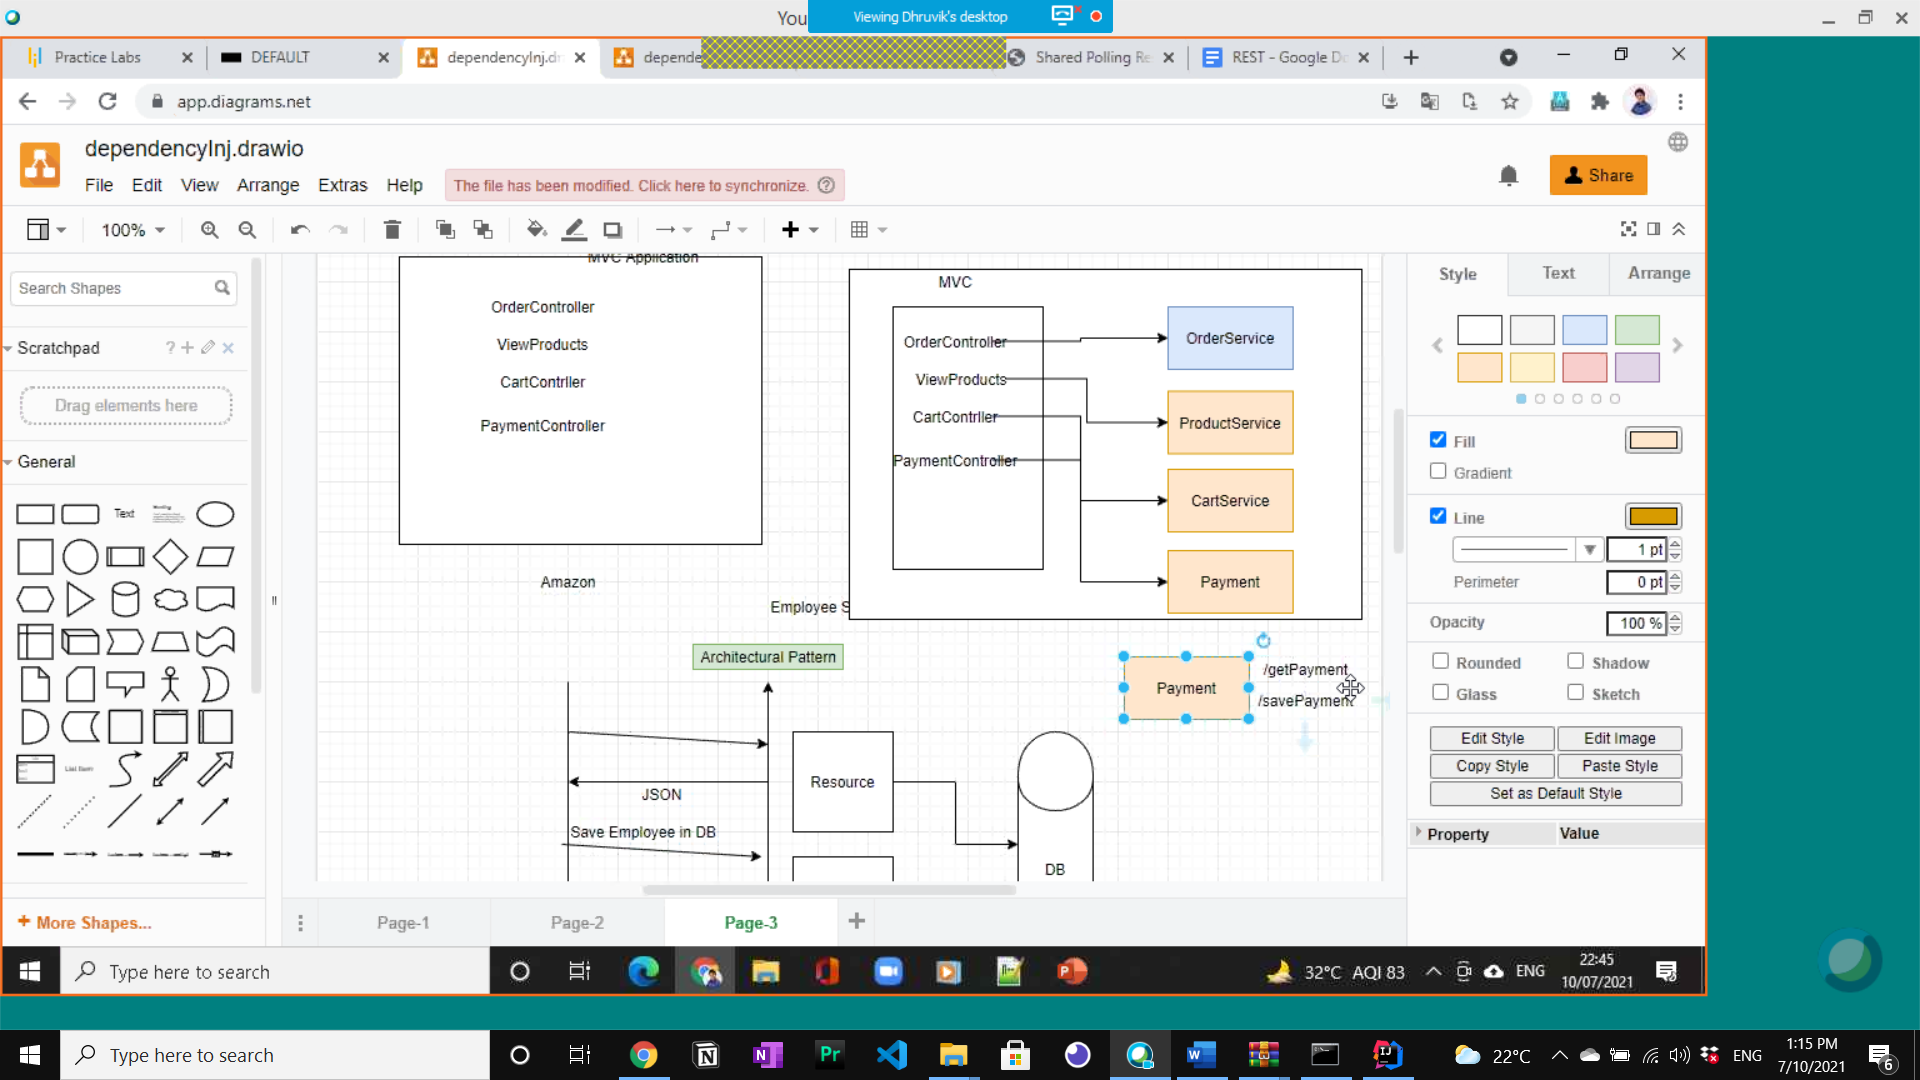 You
Viewing Dhruvik's desktop
Practice Labs
DEFAULT
dependencyInj.dr
depende
Shared Polling Re
REST - Google Do
app.diagrams.net
dependencyInj.drawio
File Edit View Arrange Extras Help
The file has been modified. Click here to synchronize.
Share
100%
Search Shapes
Scratchpad
Drag elements here
General
Text
Heading
List Item
+ More Shapes...
MVC Application
OrderController
ViewProducts
CartContrller
PaymentController
Amazon
MVC
OrderController
ViewProducts
CartContrller
PaymentController
OrderService
ProductService
CartService
Payment
Employee S
Architectural Pattern
Payment
/getPayment
/savePayment
Resource
JSON
Save Employee in DB
DB
Page-1
Page-2
Page-3
Style
Text
Arrange
Fill
Gradient
Line
1 pt
Perimeter
0 pt
Opacity
100 %
Rounded
Shadow
Glass
Sketch
Edit Style
Edit Image
Copy Style
Paste Style
Set as Default Style
Property
Value
Type here to search
32°C AQI 83
ENG
22:45
10/07/2021
Type here to search
22°C
ENG
1:15 PM
7/10/2021
6